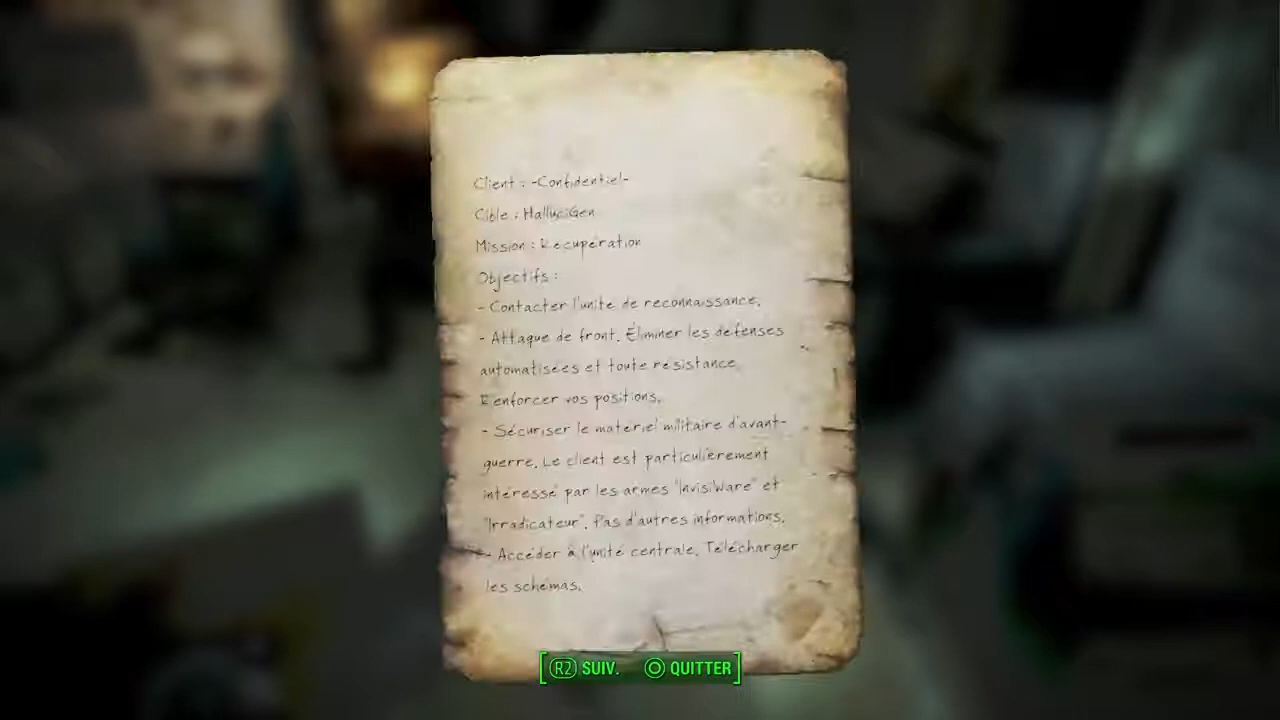 Client : -Confidentiel-
Cible : HalluciGen
Mission : Récupération
Objectifs :
- Contacter l'unité de reconnaissance.
- Attaque de front. Éliminer les défenses
automatisées et toute résistance.
Renforcer vos positions.
- Sécuriser le matériel militaire d'avant-
guerre. Le client est particulièrement
intéressé par les armes "InvisiWare" et
"Irradicateur". Pas d'autres informations.
- Accéder à l'unité centrale. Télécharger
les schémas.
R2 SUIV. QUITTER